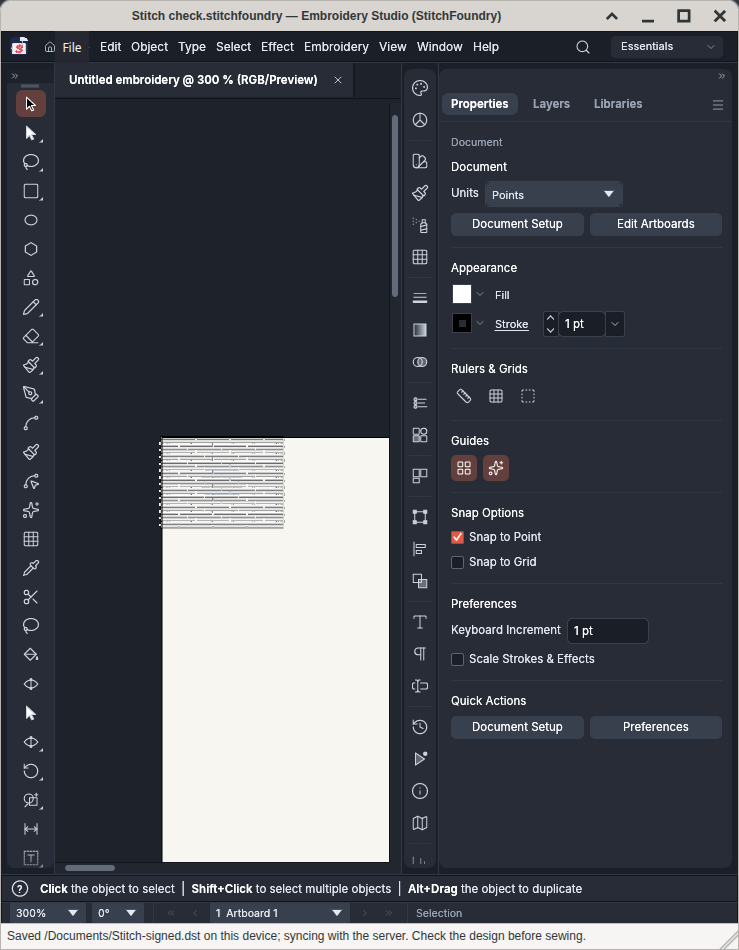 Stitch check.stitchfoundry — Embroidery Studio (StitchFoundry)
File Edit Object Type Select Effect Embroidery View Window Help
Essentials
Untitled embroidery @ 300 % (RGB/Preview)
Properties Layers Libraries
Document
Document
Units Points
Document Setup Edit Artboards
Appearance
Fill
Stroke 1 pt
Rulers & Grids
Guides
Snap Options
Snap to Point
Snap to Grid
Preferences
Keyboard Increment 1 pt
Scale Strokes & Effects
Quick Actions
Document Setup Preferences
Click the object to select | Shift+Click to select multiple objects | Alt+Drag the object to duplicate
300% 0° 1 Artboard 1 Selection
Saved /Documents/Stitch-signed.dst on this device; syncing with the server. Check the design before sewing.